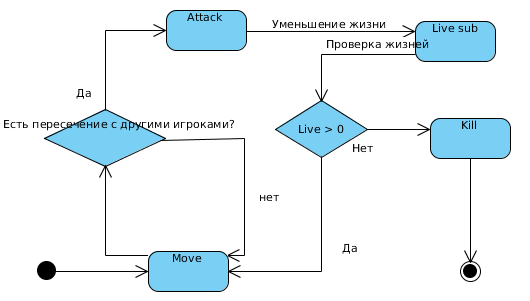 Attack
Уменьшение жизни
Live sub
Проверка жизней
Да
Есть пересечение с другими игроками?
Live > 0
Kill
Нет
нет
Да
Move